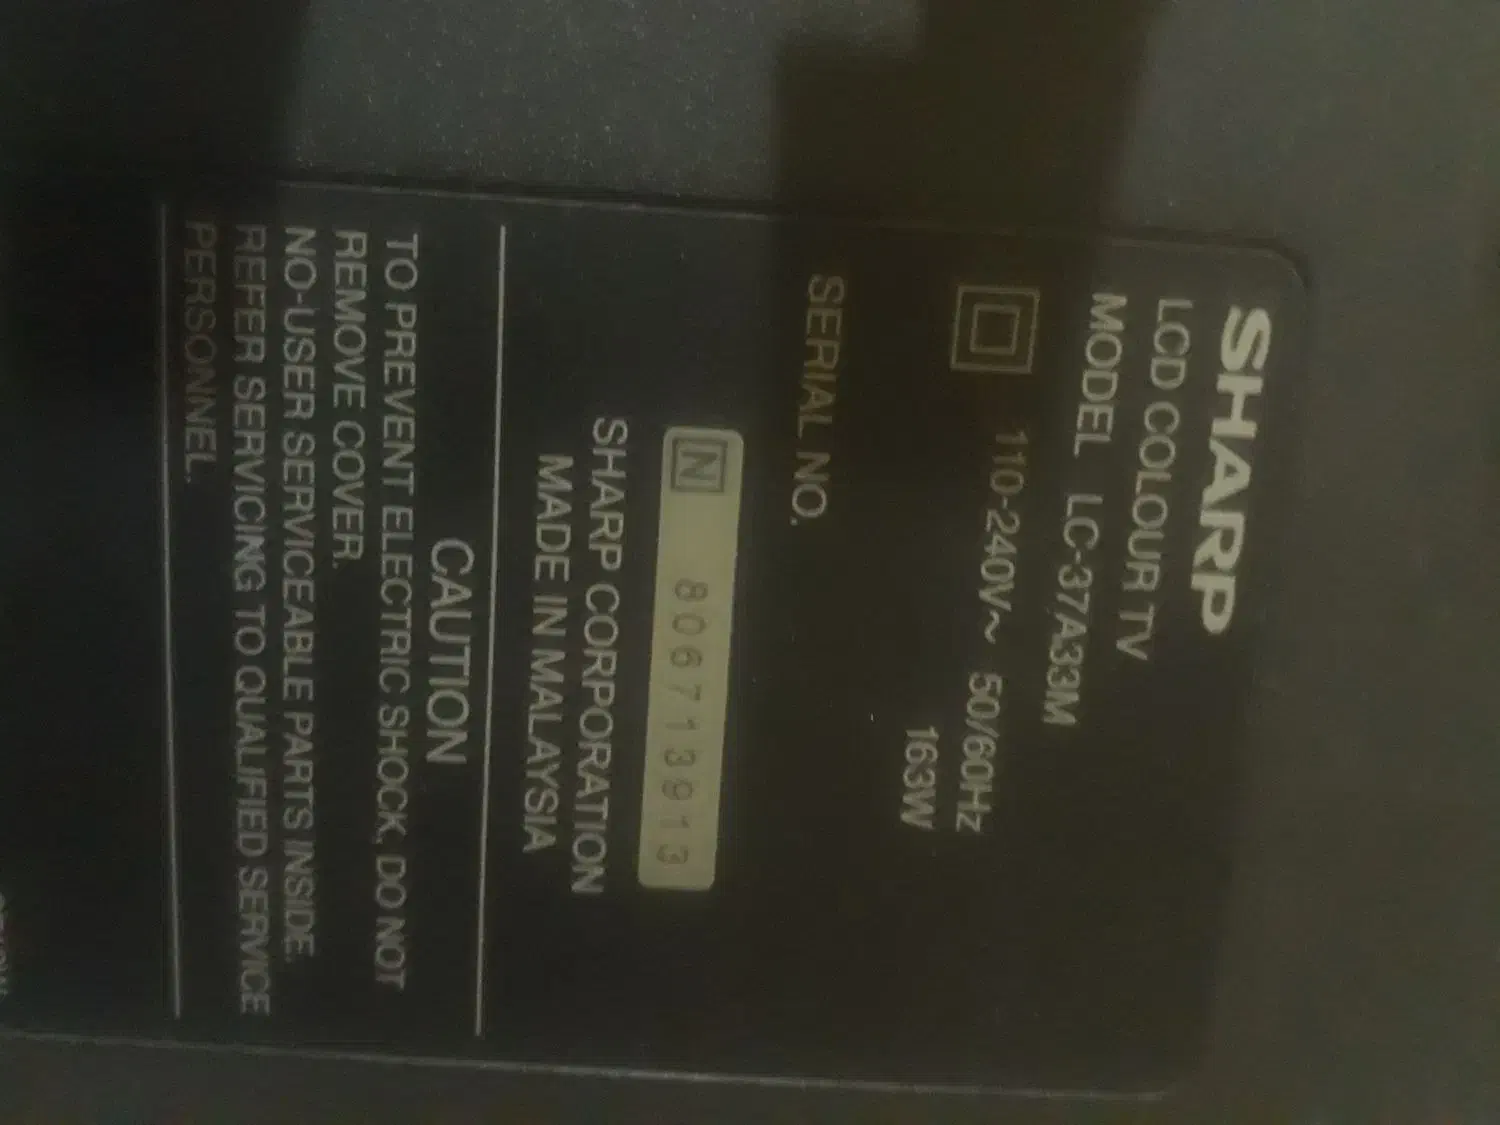 SHARP
LCD COLOUR TV
MODEL LC-37A33M
110-240V~ 50/60Hz
163W
SERIAL NO.
N 806713913
SHARP CORPORATION
MADE IN MALAYSIA
CAUTION
TO PREVENT ELECTRIC SHOCK, DO NOT
REMOVE COVER.
NO-USER SERVICEABLE PARTS INSIDE.
REFER SERVICING TO QUALIFIED SERVICE
PERSONNEL.